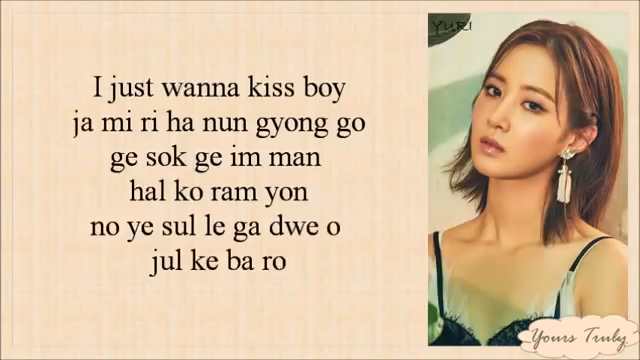 I just wanna kiss boy
ja mi ri ha nun gyong go
ge sok ge im man
hal ko ram yon
no ye sul le ga dwe o
jul ke ba ro
YURI
Yours Truly